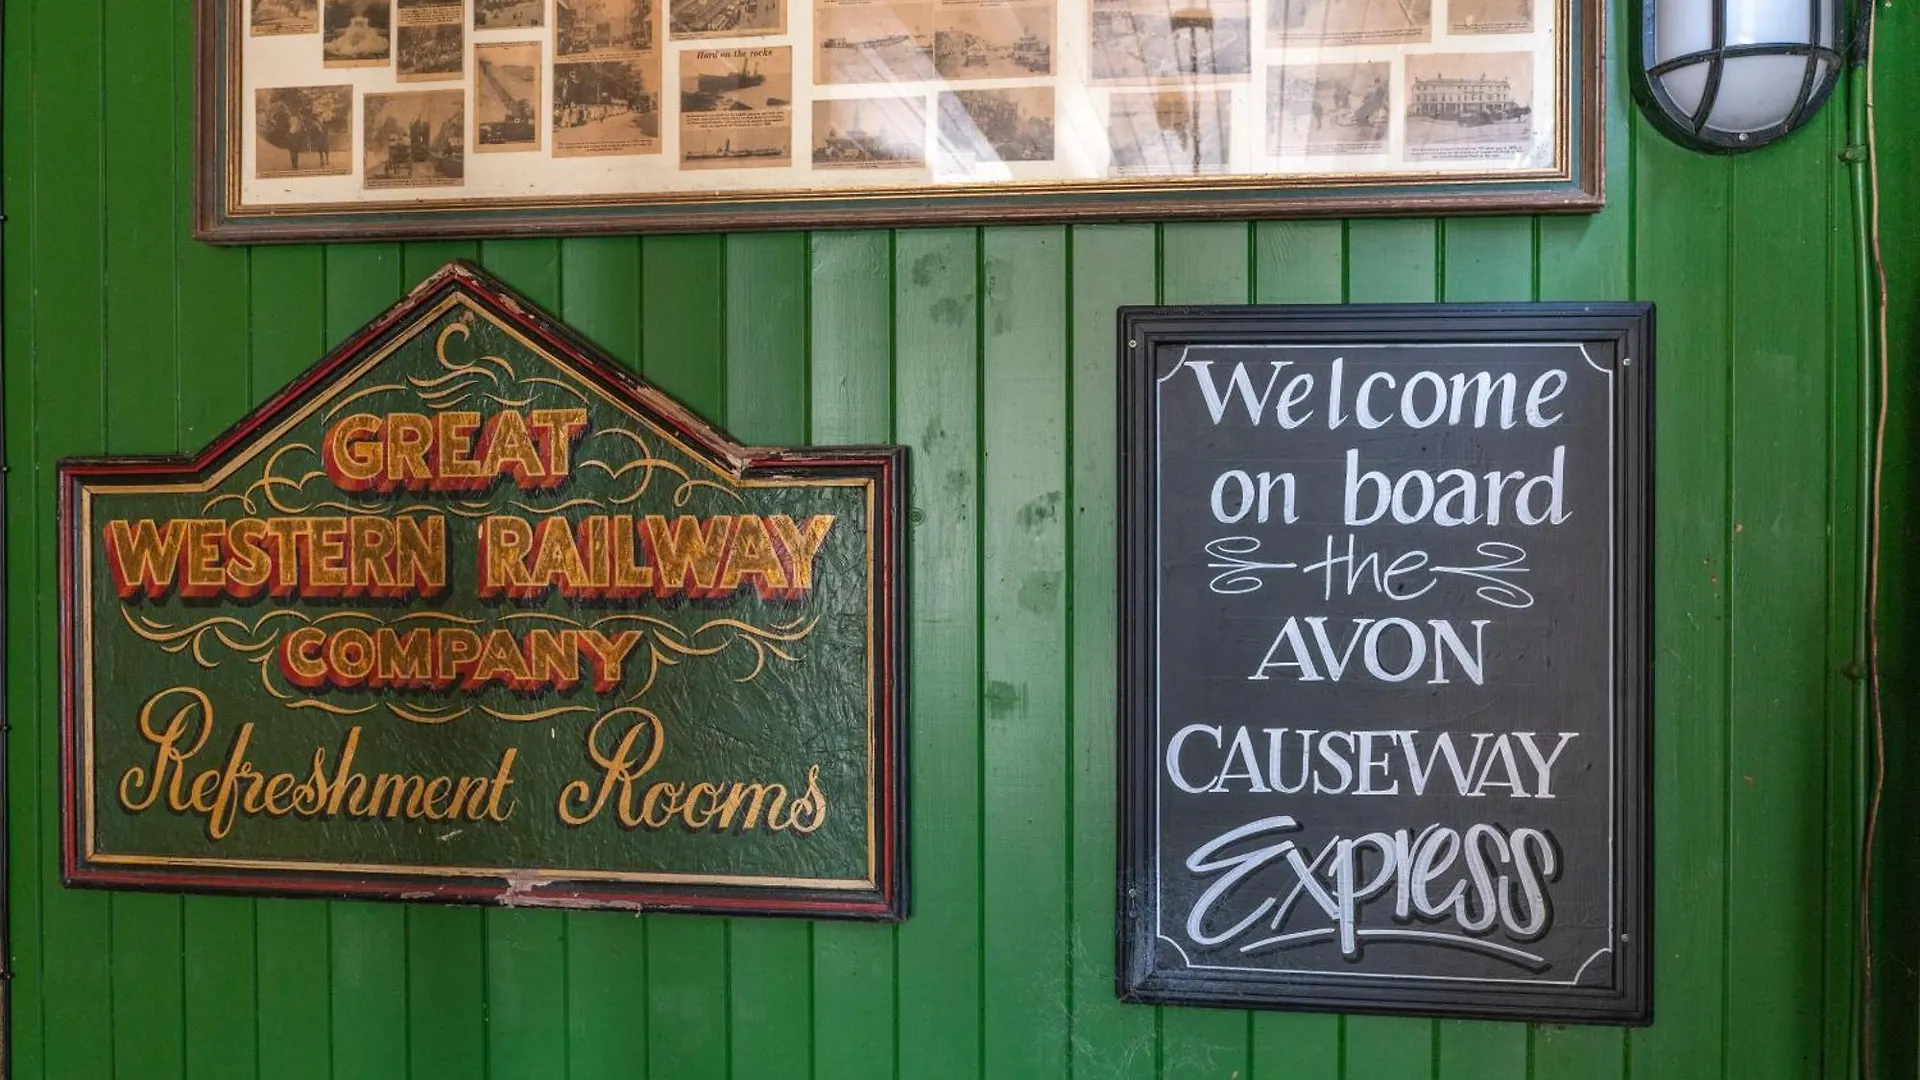 Hard on the rocks
GREAT
WESTERN RAILWAY
COMPANY
Refreshment Rooms
Welcome
on board
the
AVON
CAUSEWAY
Express